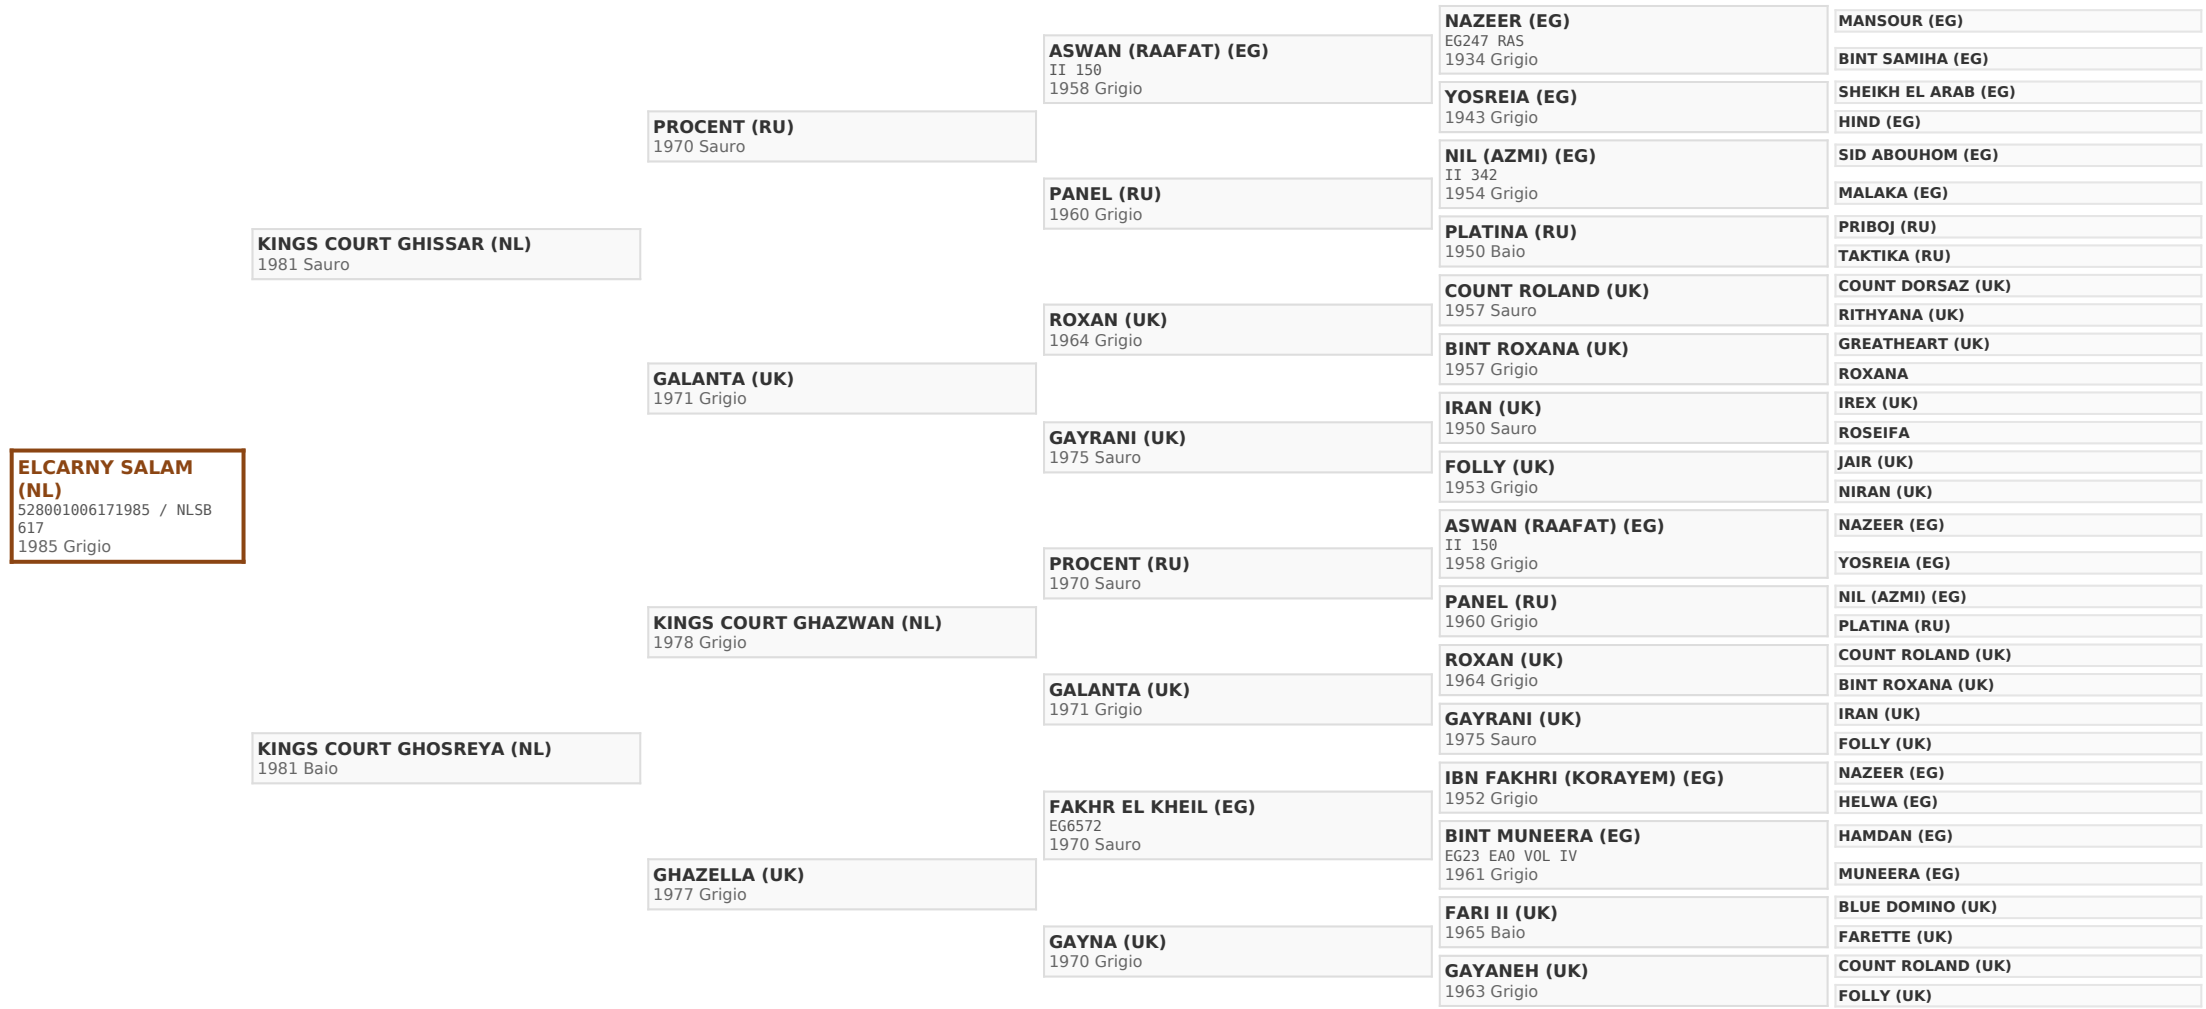 ELCARNY SALAM
(NL)
528001006171985 / NLSB
617
1985 Grigio
KINGS COURT GHISSAR (NL)
1981 Sauro
KINGS COURT GHOSREYA (NL)
1981 Baio
PROCENT (RU)
1970 Sauro
GALANTA (UK)
1971 Grigio
KINGS COURT GHAZWAN (NL)
1978 Grigio
GHAZELLA (UK)
1977 Grigio
ASWAN (RAAFAT) (EG)
II 150
1958 Grigio
PANEL (RU)
1960 Grigio
ROXAN (UK)
1964 Grigio
GAYRANI (UK)
1975 Sauro
PROCENT (RU)
1970 Sauro
GALANTA (UK)
1971 Grigio
FAKHR EL KHEIL (EG)
EG6572
1970 Sauro
GAYNA (UK)
1970 Grigio
NAZEER (EG)
EG247 RAS
1934 Grigio
YOSREIA (EG)
1943 Grigio
NIL (AZMI) (EG)
II 342
1954 Grigio
PLATINA (RU)
1950 Baio
COUNT ROLAND (UK)
1957 Sauro
BINT ROXANA (UK)
1957 Grigio
IRAN (UK)
1950 Sauro
FOLLY (UK)
1953 Grigio
ASWAN (RAAFAT) (EG)
II 150
1958 Grigio
PANEL (RU)
1960 Grigio
ROXAN (UK)
1964 Grigio
GAYRANI (UK)
1975 Sauro
IBN FAKHRI (KORAYEM) (EG)
1952 Grigio
BINT MUNEERA (EG)
EG23 EAO VOL IV
1961 Grigio
FARI II (UK)
1965 Baio
GAYANEH (UK)
1963 Grigio
MANSOUR (EG)
BINT SAMIHA (EG)
SHEIKH EL ARAB (EG)
HIND (EG)
SID ABOUHOM (EG)
MALAKA (EG)
PRIBOJ (RU)
TAKTIKA (RU)
COUNT DORSAZ (UK)
RITHYANA (UK)
GREATHEART (UK)
ROXANA
IREX (UK)
ROSEIFA
JAIR (UK)
NIRAN (UK)
NAZEER (EG)
YOSREIA (EG)
NIL (AZMI) (EG)
PLATINA (RU)
COUNT ROLAND (UK)
BINT ROXANA (UK)
IRAN (UK)
FOLLY (UK)
NAZEER (EG)
HELWA (EG)
HAMDAN (EG)
MUNEERA (EG)
BLUE DOMINO (UK)
FARETTE (UK)
COUNT ROLAND (UK)
FOLLY (UK)